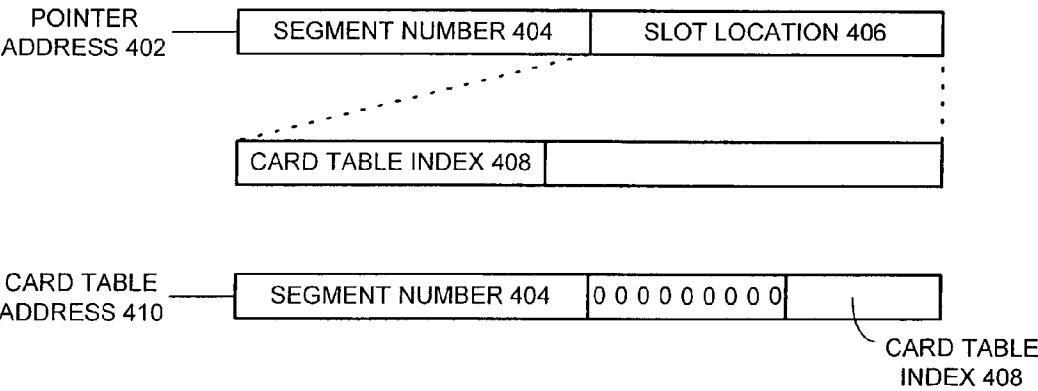 POINTER
ADDRESS 402
SEGMENT NUMBER 404
SLOT LOCATION 406
CARD TABLE INDEX 408
CARD TABLE
ADDRESS 410
SEGMENT NUMBER 404
0 0 0 0 0 0 0 0 0
CARD TABLE
INDEX 408